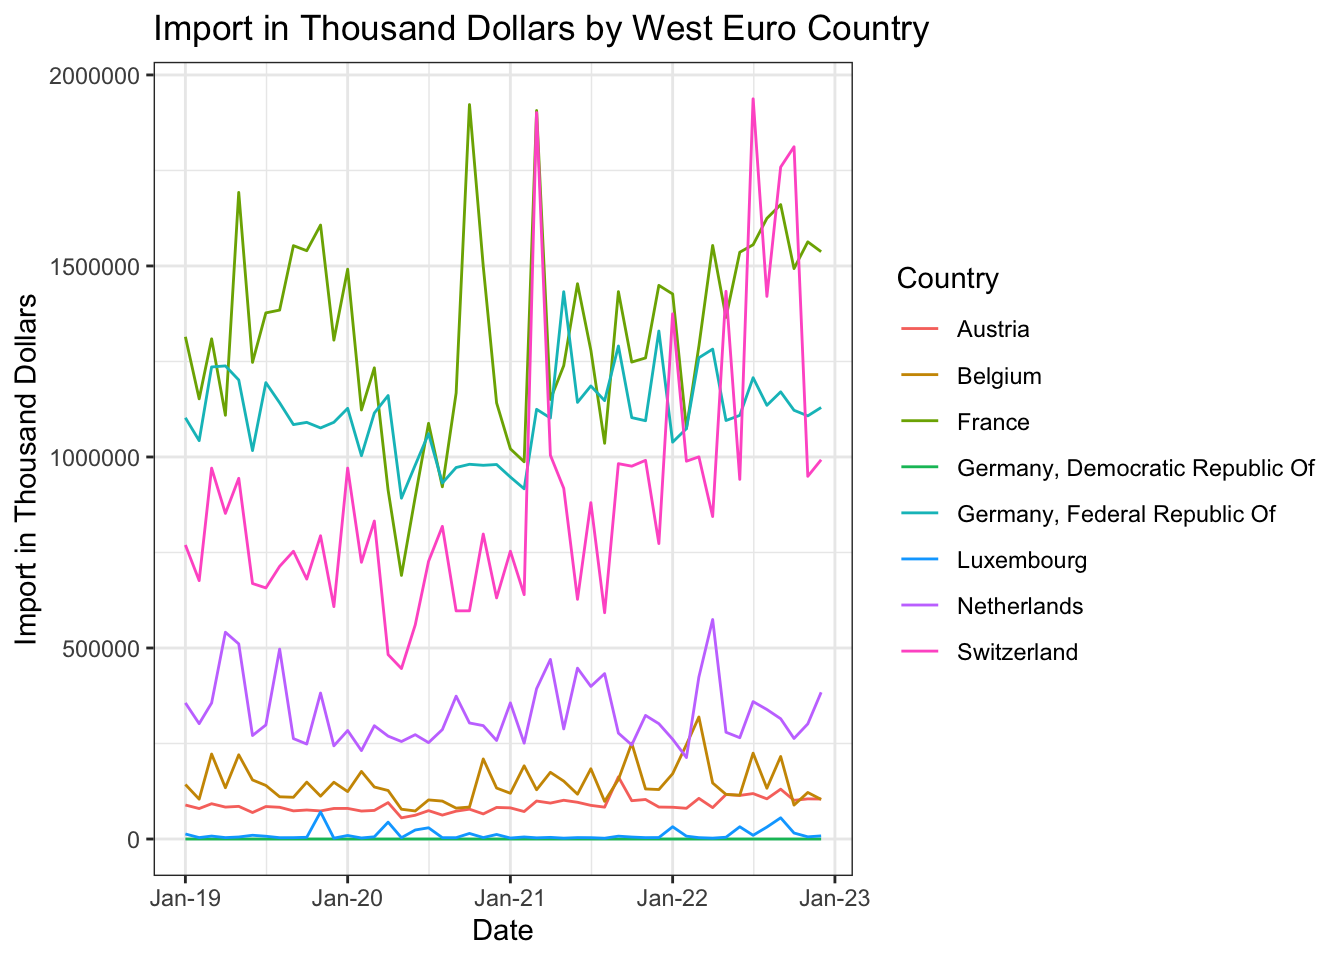 Import in Thousand Dollars by West Euro Country
Import in Thousand Dollars
2000000
1500000
1000000
500000
0
Jan-19
Jan-20
Jan-21
Jan-22
Jan-23
Date
Country
Austria
Belgium
France
Germany, Democratic Republic Of
Germany, Federal Republic Of
Luxembourg
Netherlands
Switzerland